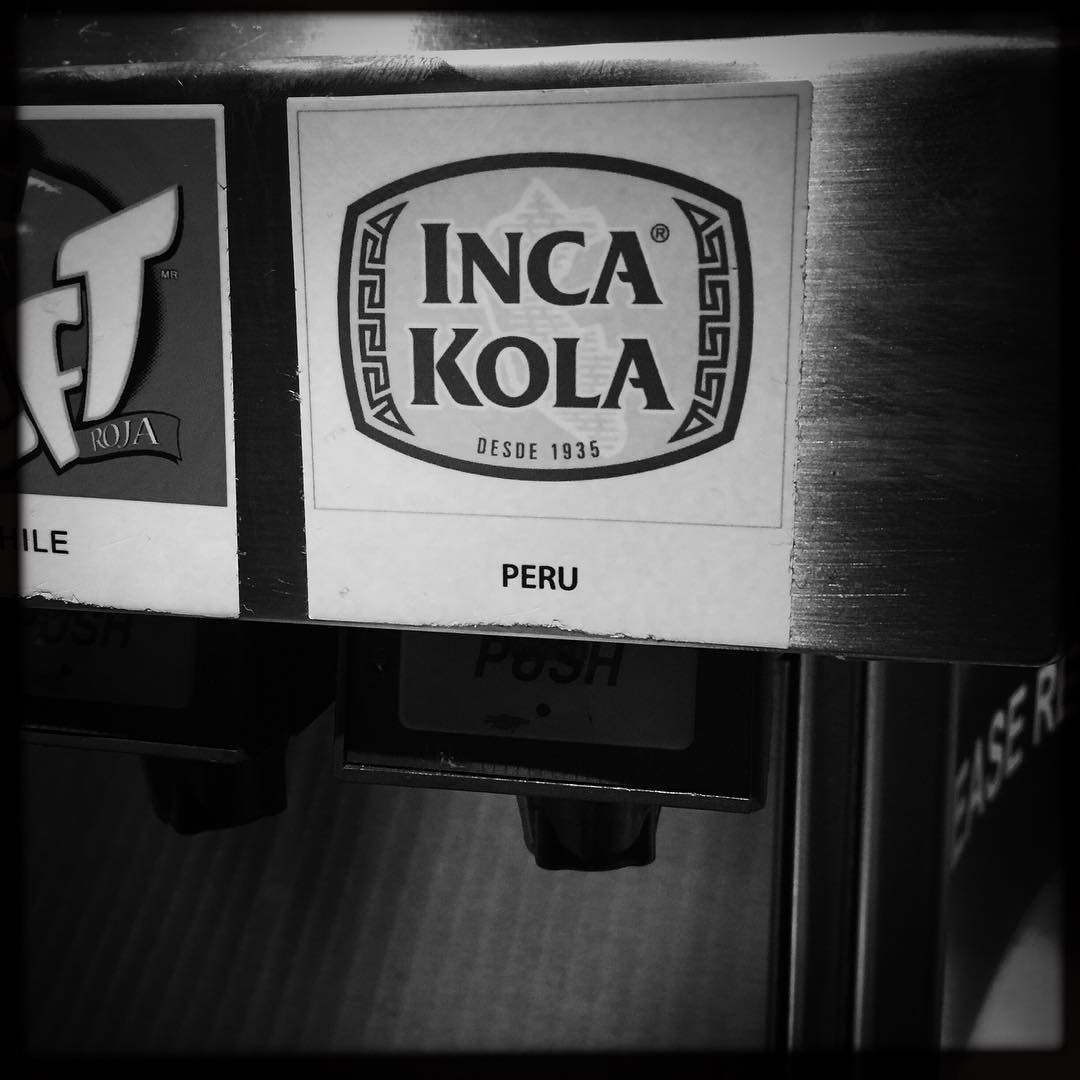 FT
MR
ROJA
HILE
PUSH
INCA®
KOLA
DESDE 1935
PERU
PUSH
EASE R